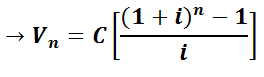 → Vₙ = C[((1 + i)ⁿ − 1) / i]